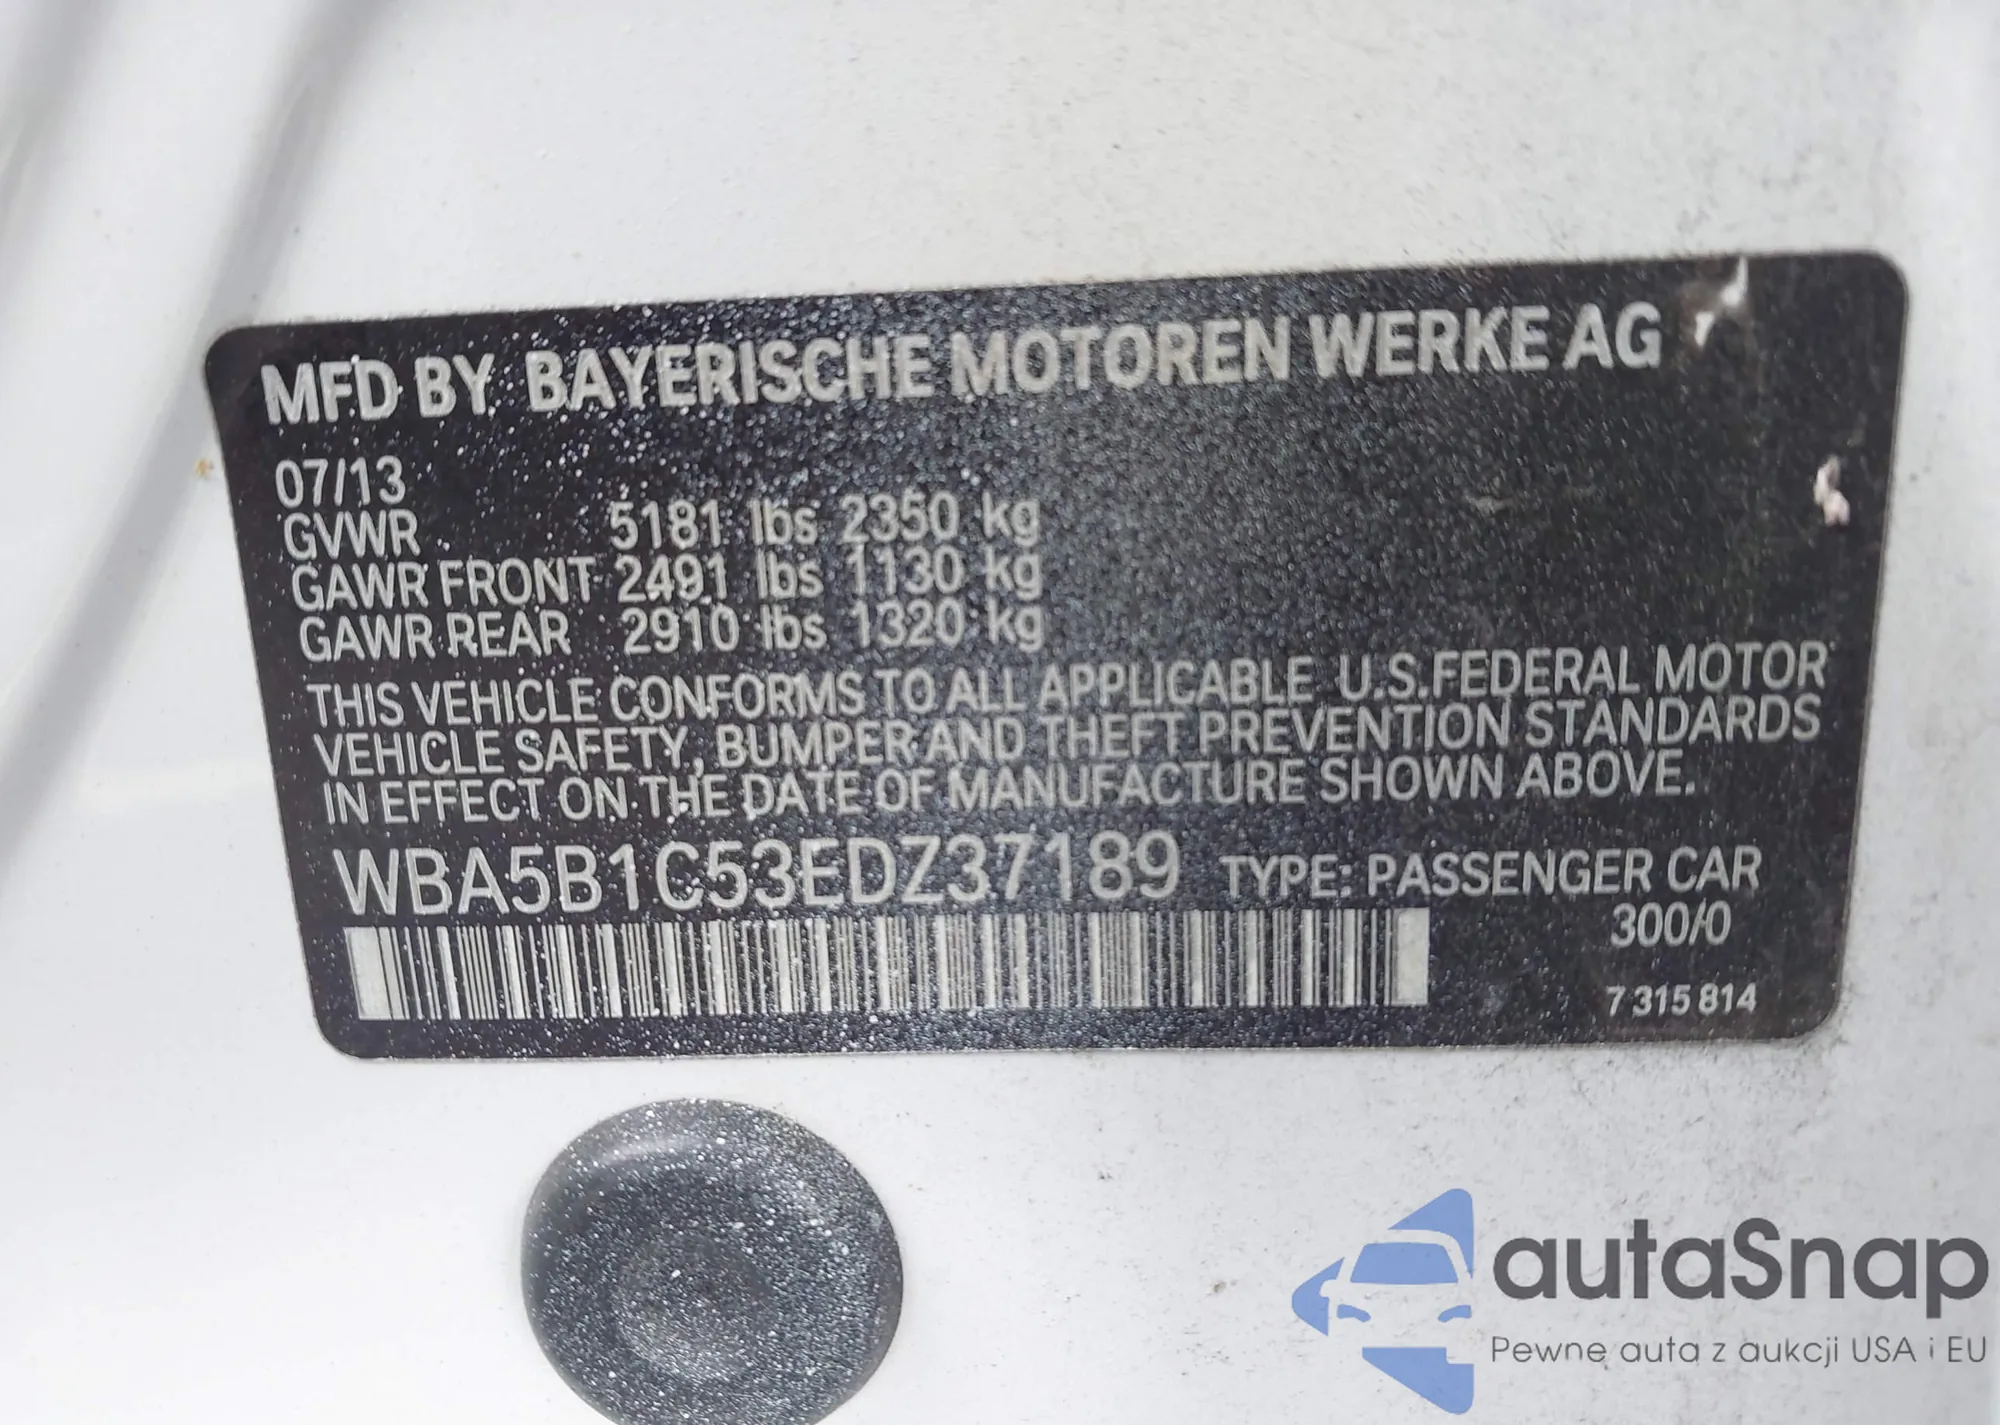 MFD BY BAYERISCHE MOTOREN WERKE AG
07/13
GVWR 5181 lbs 2350 kg
GAWR FRONT 2491 lbs 1130 kg
GAWR REAR 2910 lbs 1320 kg
THIS VEHICLE CONFORMS TO ALL APPLICABLE U.S.FEDERAL MOTOR
VEHICLE SAFETY, BUMPER AND THEFT PREVENTION STANDARDS
IN EFFECT ON THE DATE OF MANUFACTURE SHOWN ABOVE.
WBA5B1C53EDZ37189 TYPE: PASSENGER CAR
300/0
7 315 814
autaSnap
Pewne auta z aukcji USA i EU